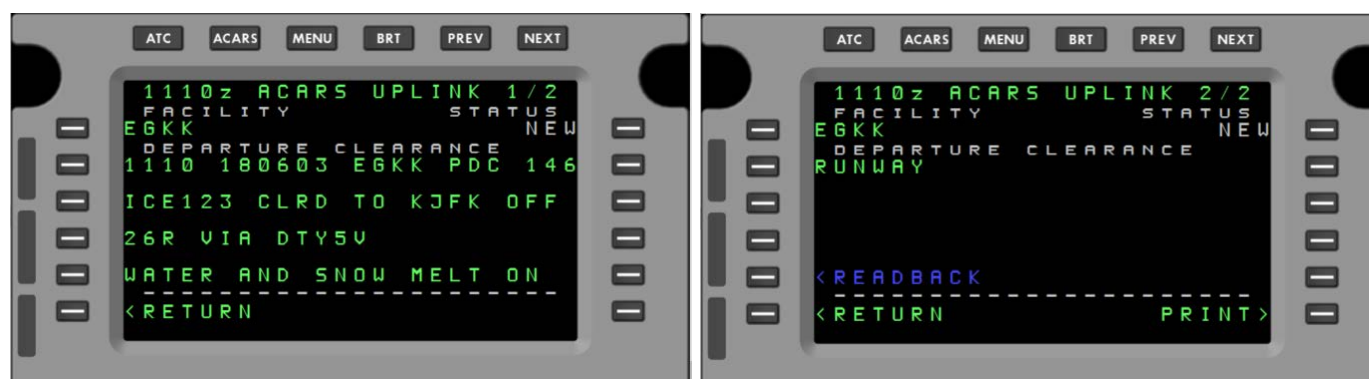 ATC ACARS MENU BRT PREV NEXT
1110z ACARS UPLINK 1/2
FACILITY STATUS
EGKK NEW
DEPARTURE CLEARANCE
1110 180603 EGKK PDC 146
ICE123 CLRD TO KJFK OFF
26R VIA DTY5V
WATER AND SNOW MELT ON
<RETURN
ATC ACARS MENU BRT PREV NEXT
1110z ACARS UPLINK 2/2
FACILITY STATUS
EGKK NEW
DEPARTURE CLEARANCE
RUNWAY
<READBACK
<RETURN PRINT>